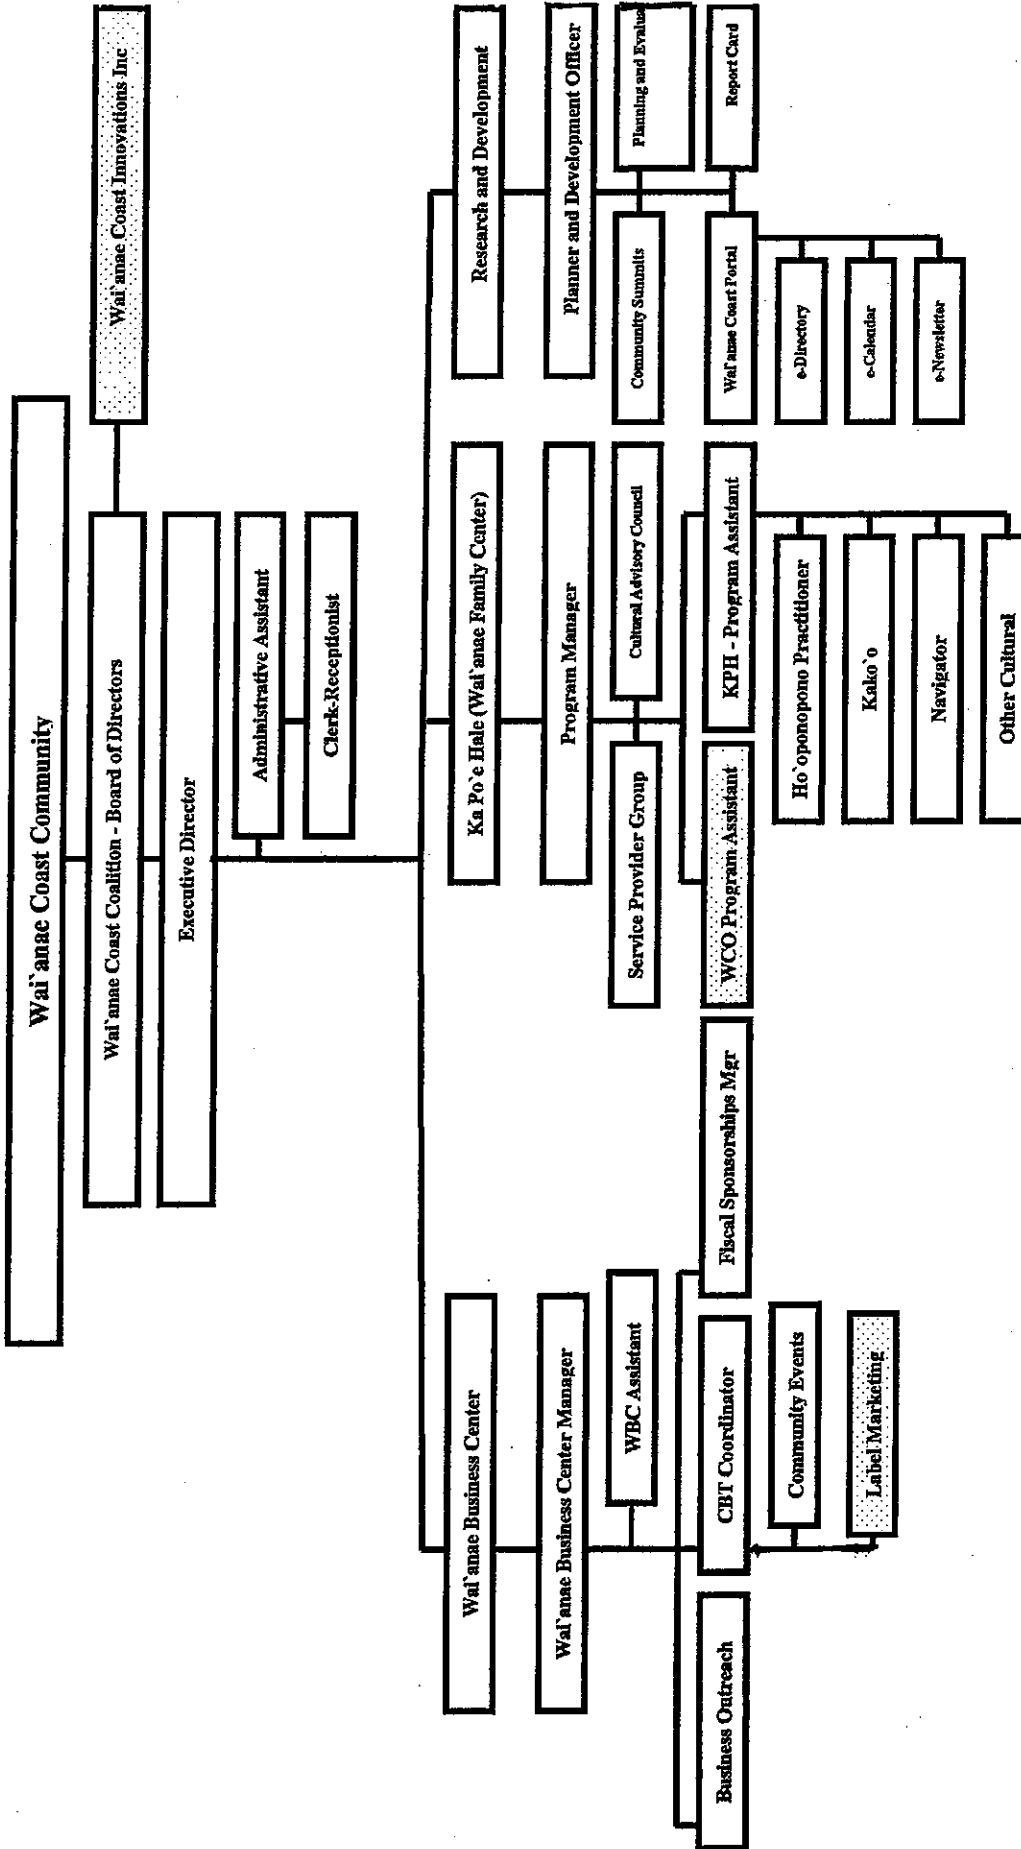 Wai`anae Coast Community
Wai`anae Coast Coalition - Board of Directors
Wai`anae Coast Innovations Inc
Executive Director
Administrative Assistant
Clerk-Receptionist
Wai`anae Business Center
Ka Po`e Hale (Wai`anae Family Center)
Research and Development
Wai`anae Business Center Manager
Program Manager
Planner and Development Officer
WBC Assistant
Service Provider Group
Cultural Advisory Council
Community Summits
Planning and Evalua
Business Outreach
CBT Coordinator
Fiscal Sponsorships Mgr
WCO Program Assistant
KPH - Program Assistant
Wai`anae Coast Portal
Report Card
Community Events
Ho`oponopono Practitioner
e-Directory
Label Marketing
Kako`o
e-Calendar
Navigator
e-Newsletter
Other Cultural